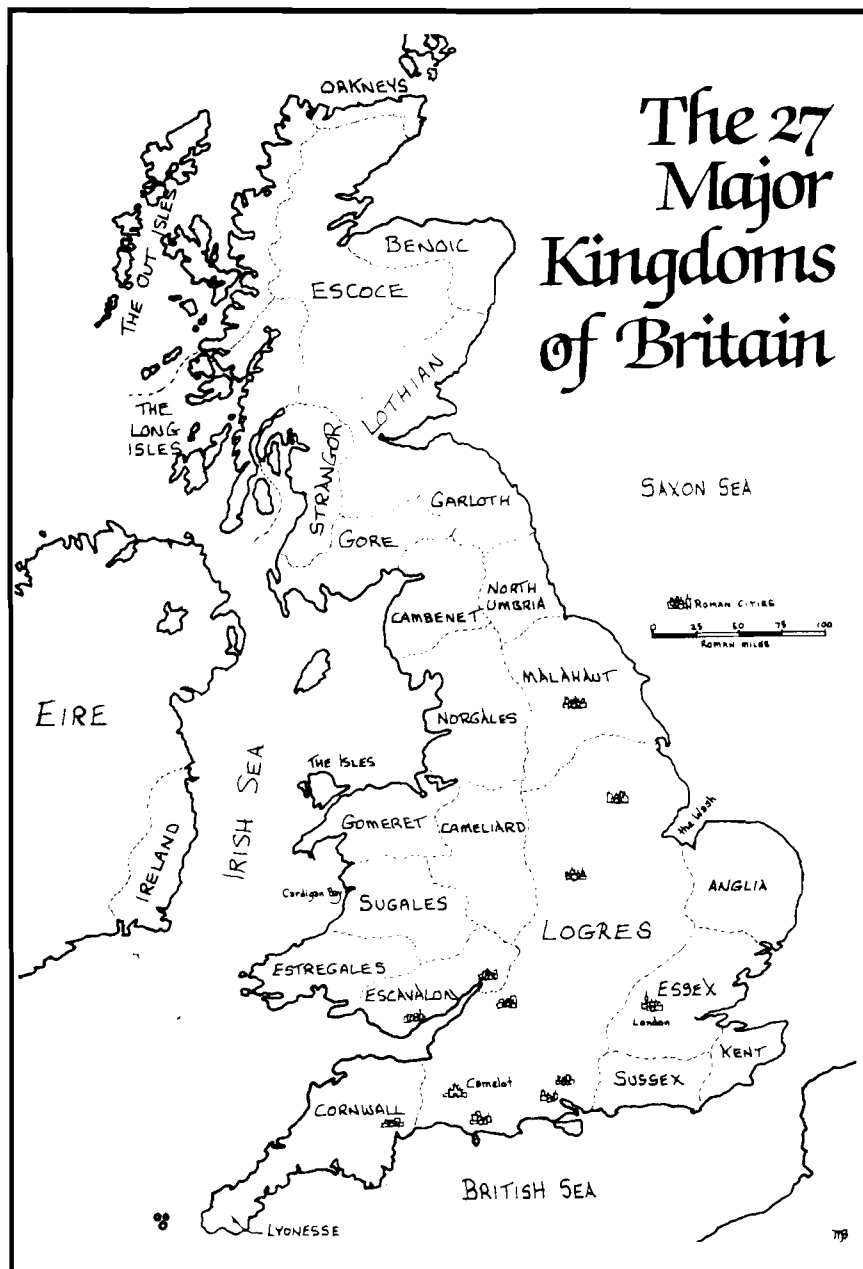 The 27
Major
Kingdoms
of Britain
ORKNEYS
THE OUT ISLES
BENOIC
ESCOCE
LOTHIAN
THE
LONG
ISLES
STRANGOR
GARLOTH
SAXON SEA
GORE
NORTH
UMBRIA
CAMBENET
ROMAN CITIES
0 25 50 75 100
ROMAN MILES
MALAHAUT
EIRE
NORGALES
IRISH SEA
THE ISLES
the Wash
GOMERET
CAMELIARD
IRELAND
Cardigan Bay
SUGALES
ANGLIA
LOGRES
ESTREGALES
ESCAVALON
ESSEX
London
KENT
SUSSEX
Camelot
CORNWALL
BRITISH SEA
LYONESSE
MB